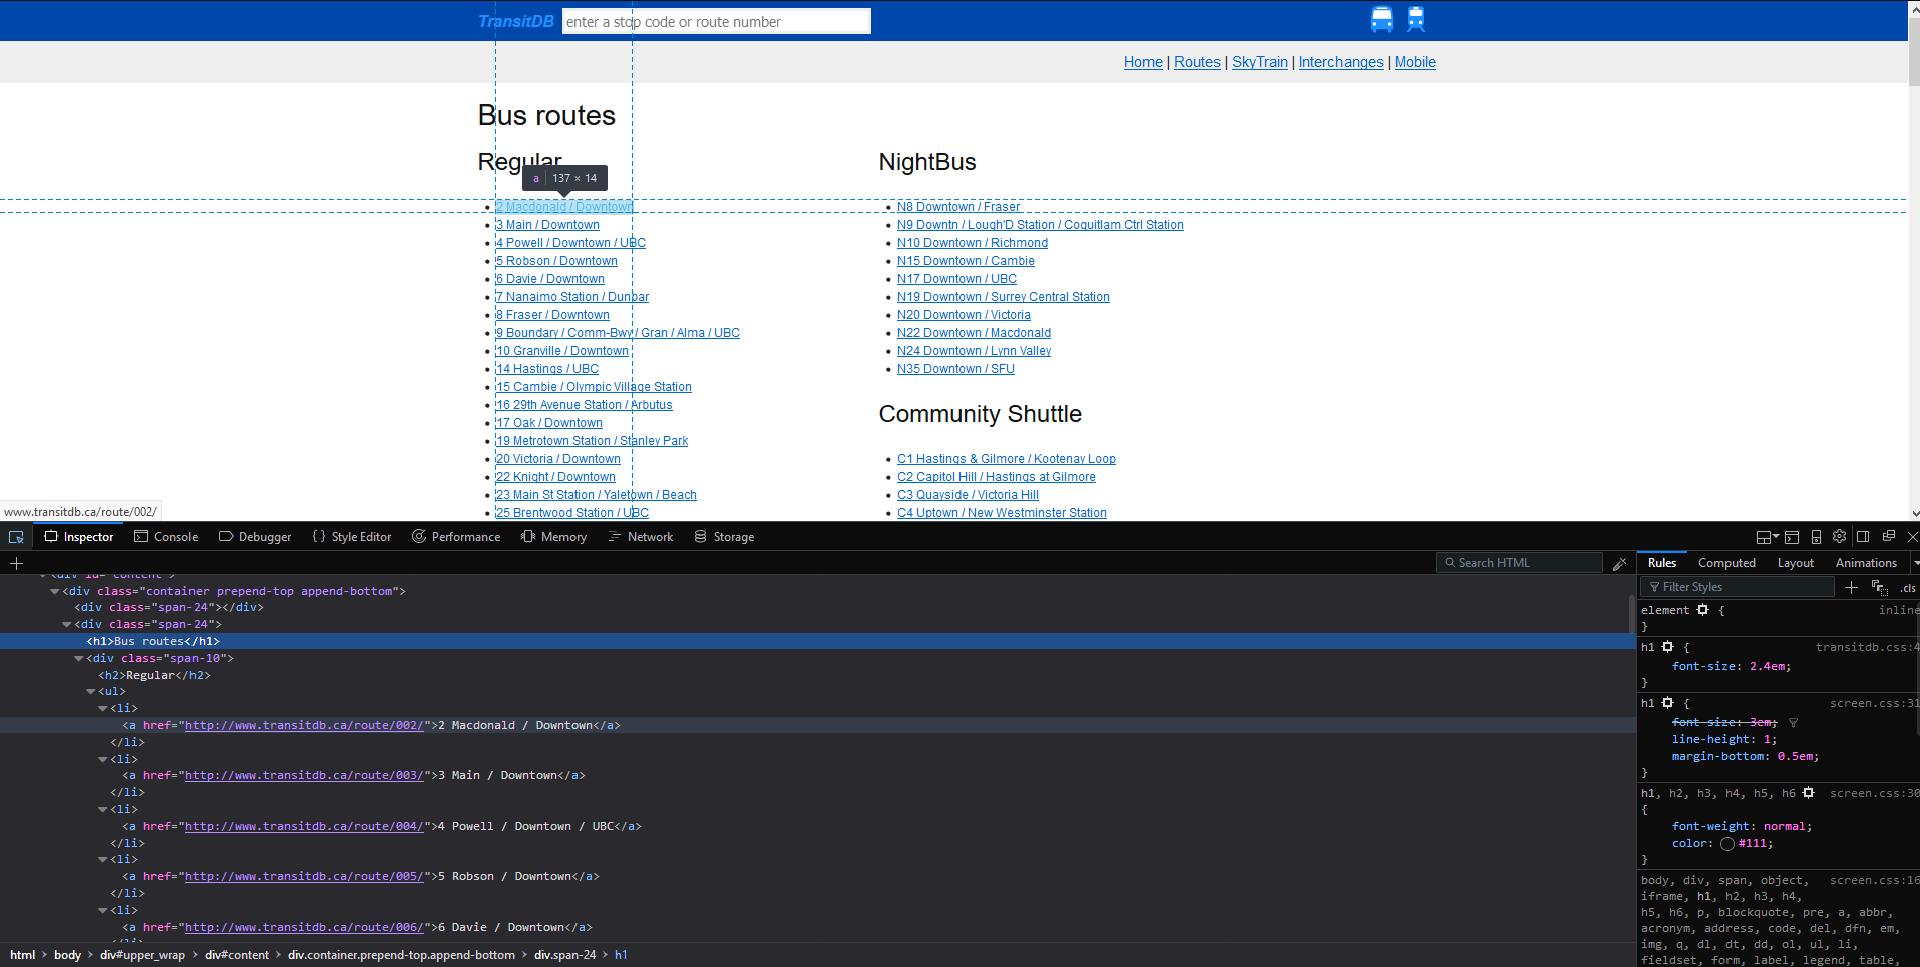 TransitDB enter a stop code or route number
Home | Routes | SkyTrain | Interchanges | Mobile
Bus routes
Regular
a 137 × 14
2 Macdonald / Downtown
3 Main / Downtown
4 Powell / Downtown / UBC
5 Robson / Downtown
6 Davie / Downtown
7 Nanaimo Station / Dunbar
8 Fraser / Downtown
9 Boundary / Comm-Bwy / Gran / Alma / UBC
10 Granville / Downtown
14 Hastings / UBC
15 Cambie / Olympic Village Station
16 29th Avenue Station / Arbutus
17 Oak / Downtown
19 Metrotown Station / Stanley Park
20 Victoria / Downtown
22 Knight / Downtown
23 Main St Station / Yaletown / Beach
25 Brentwood Station / UBC
NightBus
N8 Downtown / Fraser
N9 Downtn / Lough'D Station / Coquitlam Ctrl Station
N10 Downtown / Richmond
N15 Downtown / Cambie
N17 Downtown / UBC
N19 Downtown / Surrey Central Station
N20 Downtown / Victoria
N22 Downtown / Macdonald
N24 Downtown / Lynn Valley
N35 Downtown / SFU
Community Shuttle
C1 Hastings & Gilmore / Kootenay Loop
C2 Capitol Hill / Hastings at Gilmore
C3 Quayside / Victoria Hill
C4 Uptown / New Westminster Station
www.transitdb.ca/route/002/
Inspector Console Debugger { } Style Editor Performance Memory Network Storage
+ Search HTML
<div id="content">
<div class="container prepend-top append-bottom">
<div class="span-24"></div>
<div class="span-24">
<h1>Bus routes</h1>
<div class="span-10">
<h2>Regular</h2>
<ul>
<li>
<a href="http://www.transitdb.ca/route/002/">2 Macdonald / Downtown</a>
</li>
<li>
<a href="http://www.transitdb.ca/route/003/">3 Main / Downtown</a>
</li>
<li>
<a href="http://www.transitdb.ca/route/004/">4 Powell / Downtown / UBC</a>
</li>
<li>
<a href="http://www.transitdb.ca/route/005/">5 Robson / Downtown</a>
</li>
<li>
<a href="http://www.transitdb.ca/route/006/">6 Davie / Downtown</a>
</li>
html > body > div#upper_wrap > div#content > div.container.prepend-top.append-bottom > div.span-24 > h1
Rules Computed Layout Animations
Filter Styles + .cls
element { inline
}
h1 { transitdb.css:4
font-size: 2.4em;
}
h1 { screen.css:31
font-size: 3em;
line-height: 1;
margin-bottom: 0.5em;
}
h1, h2, h3, h4, h5, h6 screen.css:30
{
font-weight: normal;
color: #111;
}
body, div, span, object, screen.css:16
iframe, h1, h2, h3, h4,
h5, h6, p, blockquote, pre, a, abbr,
acronym, address, code, del, dfn, em,
img, q, dl, dt, dd, ol, ul, li,
fieldset, form, label, legend, table,